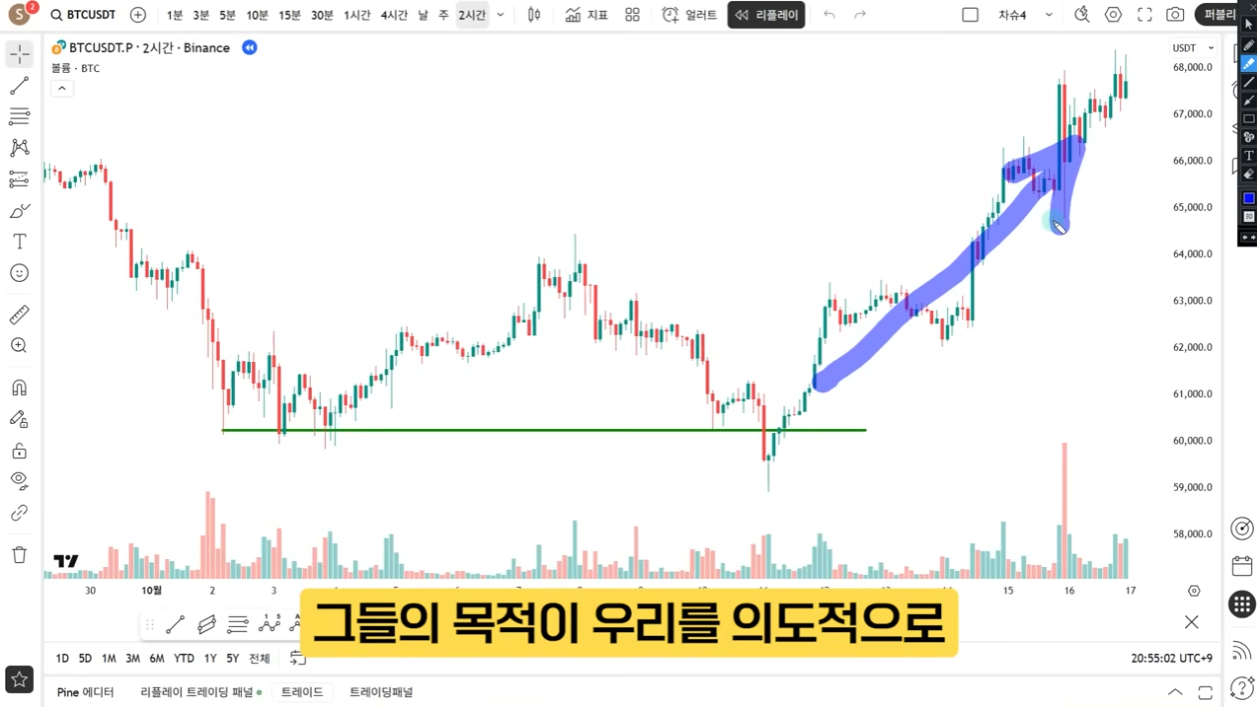 S 2 BTCUSDT 1분 3분 5분 10분 15분 30분 1시간 4시간 날 주 2시간 지표 얼러트 리플레이 차슈4 퍼블리
BTCUSDT.P · 2시간 · Binance USDT
볼륨 · BTC
68,000.0
67,000.0
66,000.0
65,000.0
64,000.0
63,000.0
62,000.0
61,000.0
60,000.0
59,000.0
58,000.0
30 10월 2 3 15 16 17
그들의 목적이 우리를 의도적으로
1D 5D 1M 3M 6M YTD 1Y 5Y 전체 20:55:02 UTC+9
Pine 에디터 리플레이 트레이딩 패널 트레이드 트레이딩패널